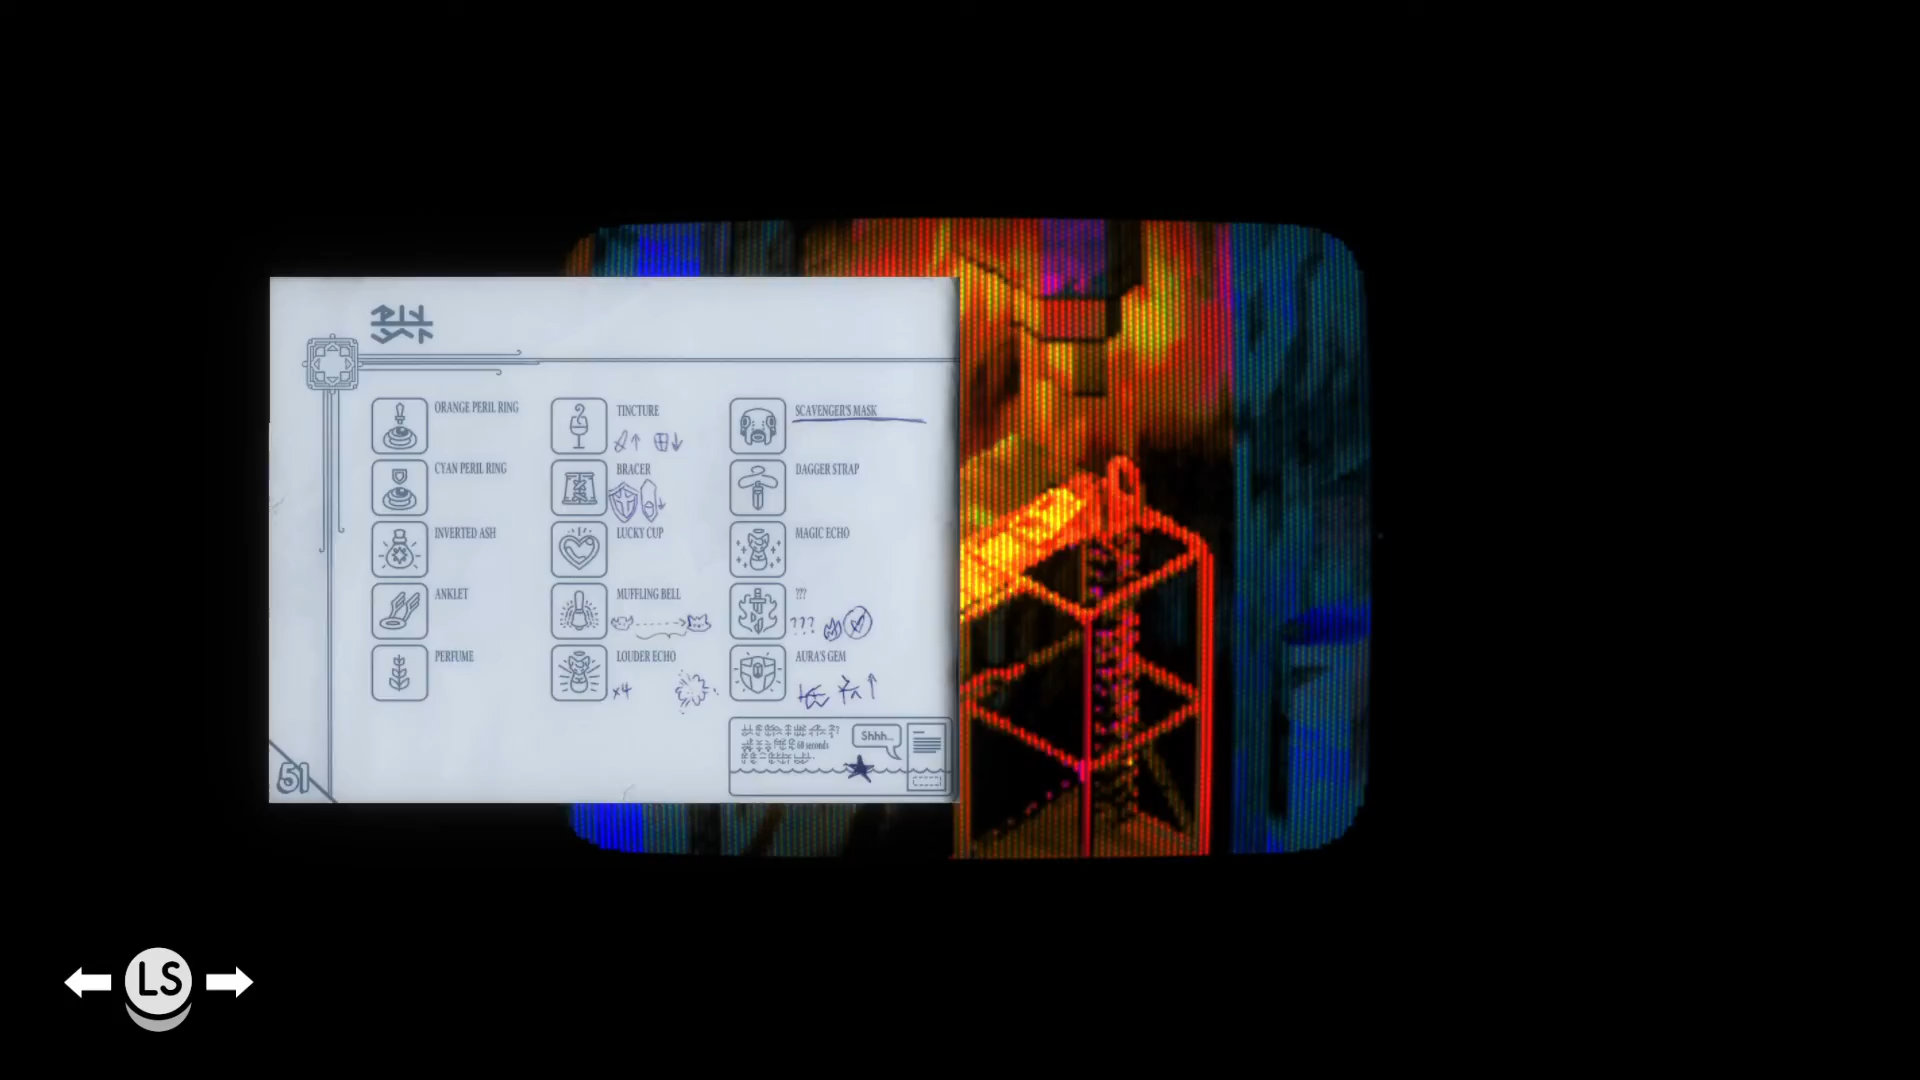 ORANGE PERIL RING
CYAN PERIL RING
INVERTED ASH
ANKLET
PERFUME
TINCTURE
BRACER
LUCKY CUP
MUFFLING BELL
LOUDER ECHO
x4
SCAVENGER'S MASK
DAGGER STRAP
MAGIC ECHO
???
???
AURA'S GEM
60 seconds
Shhh...
51
LS